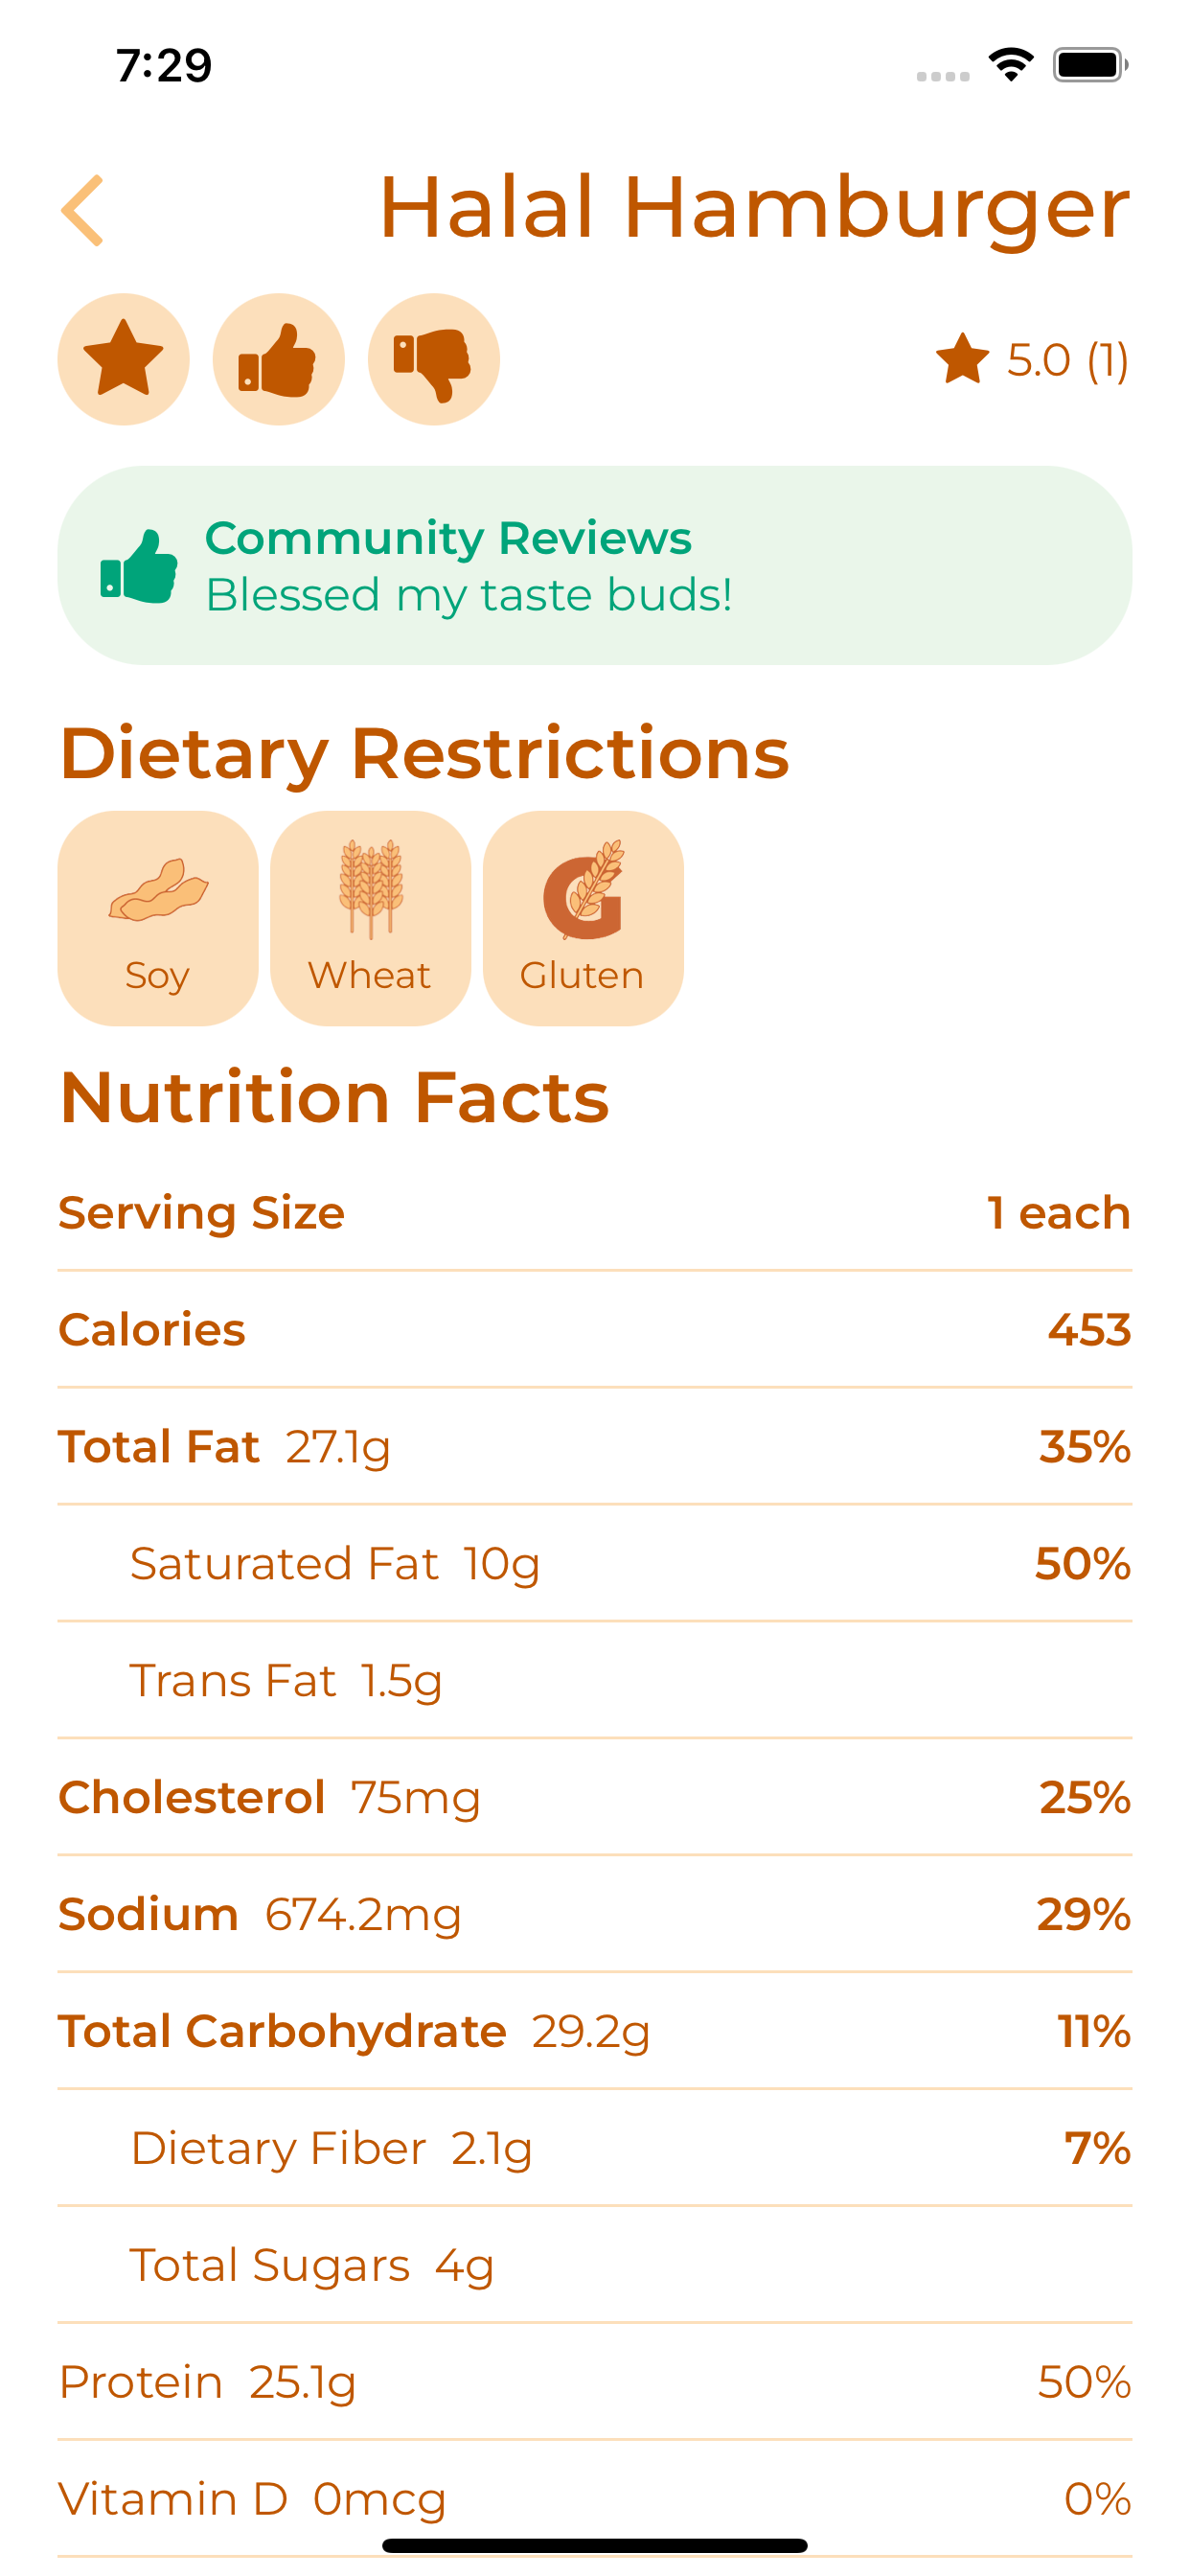 7:29
Halal Hamburger
5.0 (1)
Community Reviews
Blessed my taste buds!
Dietary Restrictions
Soy Wheat Gluten
Nutrition Facts
Serving Size 1 each
Calories 453
Total Fat 27.1g 35%
Saturated Fat 10g 50%
Trans Fat 1.5g
Cholesterol 75mg 25%
Sodium 674.2mg 29%
Total Carbohydrate 29.2g 11%
Dietary Fiber 2.1g 7%
Total Sugars 4g
Protein 25.1g 50%
Vitamin D 0mcg 0%